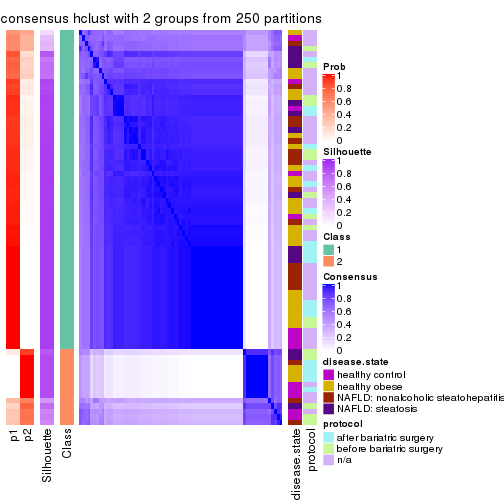 consensus hclust with 2 groups from 250 partitions
Prob
1
0.8
0.6
0.4
0.2
0
Silhouette
1
0.8
0.6
0.4
0.2
0
Class
1
2
Consensus
1
0.8
0.6
0.4
0.2
0
disease.state
healthy control
healthy obese
NAFLD: nonalcoholic steatohepatitis
NAFLD: steatosis
protocol
after bariatric surgery
before bariatric surgery
n/a
p1
p2
Silhouette
Class
disease.state
protocol